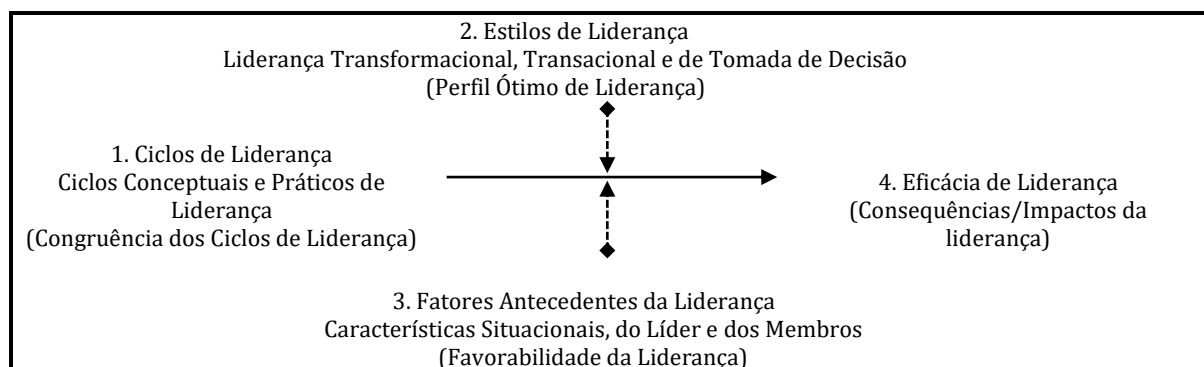 2. Estilos de Liderança
Liderança Transformacional, Transacional e de Tomada de Decisão
(Perfil Ótimo de Liderança)
1. Ciclos de Liderança
Ciclos Conceptuais e Práticos de
Liderança
(Congruência dos Ciclos de Liderança)
4. Eficácia de Liderança
(Consequências/Impactos da
liderança)
3. Fatores Antecedentes da Liderança
Características Situacionais, do Líder e dos Membros
(Favorabilidade da Liderança)